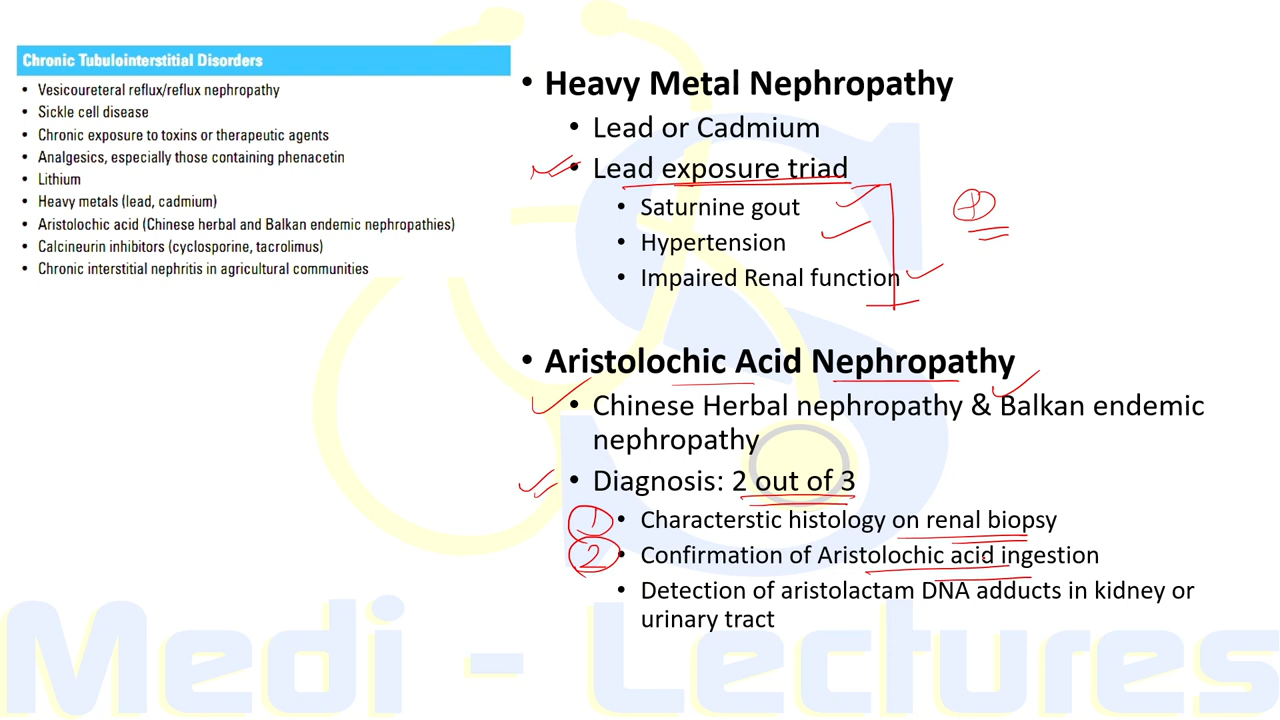 Chronic Tubulointerstitial Disorders
• Vesicoureteral reflux/reflux nephropathy
• Sickle cell disease
• Chronic exposure to toxins or therapeutic agents
• Analgesics, especially those containing phenacetin
• Lithium
• Heavy metals (lead, cadmium)
• Aristolochic acid (Chinese herbal and Balkan endemic nephropathies)
• Calcineurin inhibitors (cyclosporine, tacrolimus)
• Chronic interstitial nephritis in agricultural communities
• Heavy Metal Nephropathy
• Lead or Cadmium
• Lead exposure triad
• Saturnine gout
• Hypertension
• Impaired Renal function
• Aristolochic Acid Nephropathy
• Chinese Herbal nephropathy & Balkan endemic
nephropathy
• Diagnosis: 2 out of 3
1 • Characterstic histology on renal biopsy
2 • Confirmation of Aristolochic acid ingestion
• Detection of aristolactam DNA adducts in kidney or
urinary tract
Medi - Lectures